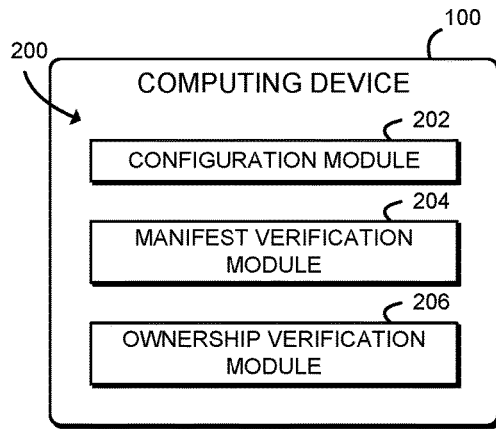 100
200
COMPUTING DEVICE
202
CONFIGURATION MODULE
204
MANIFEST VERIFICATION
MODULE
206
OWNERSHIP VERIFICATION
MODULE